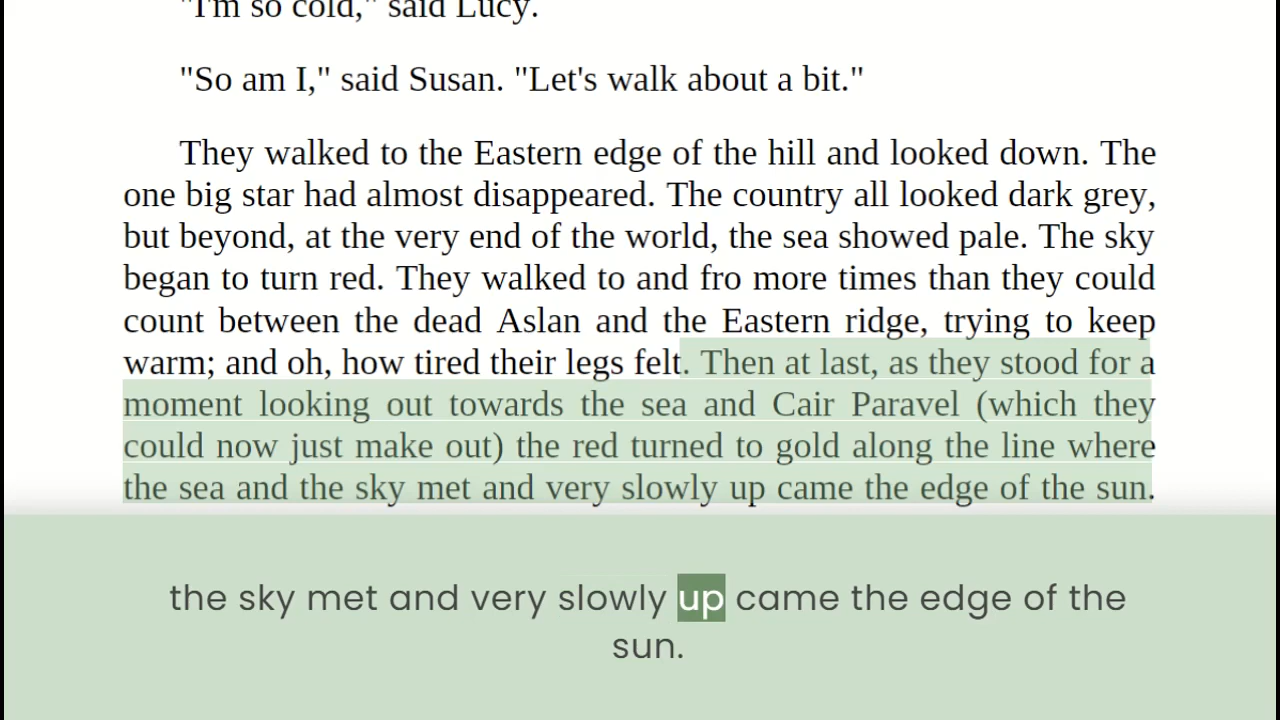 "I'm so cold," said Lucy.
"So am I," said Susan. "Let's walk about a bit."
They walked to the Eastern edge of the hill and looked down. The
one big star had almost disappeared. The country all looked dark grey,
but beyond, at the very end of the world, the sea showed pale. The sky
began to turn red. They walked to and fro more times than they could
count between the dead Aslan and the Eastern ridge, trying to keep
warm; and oh, how tired their legs felt. Then at last, as they stood for a
moment looking out towards the sea and Cair Paravel (which they
could now just make out) the red turned to gold along the line where
the sea and the sky met and very slowly up came the edge of the sun.
the sky met and very slowly up came the edge of the
sun.